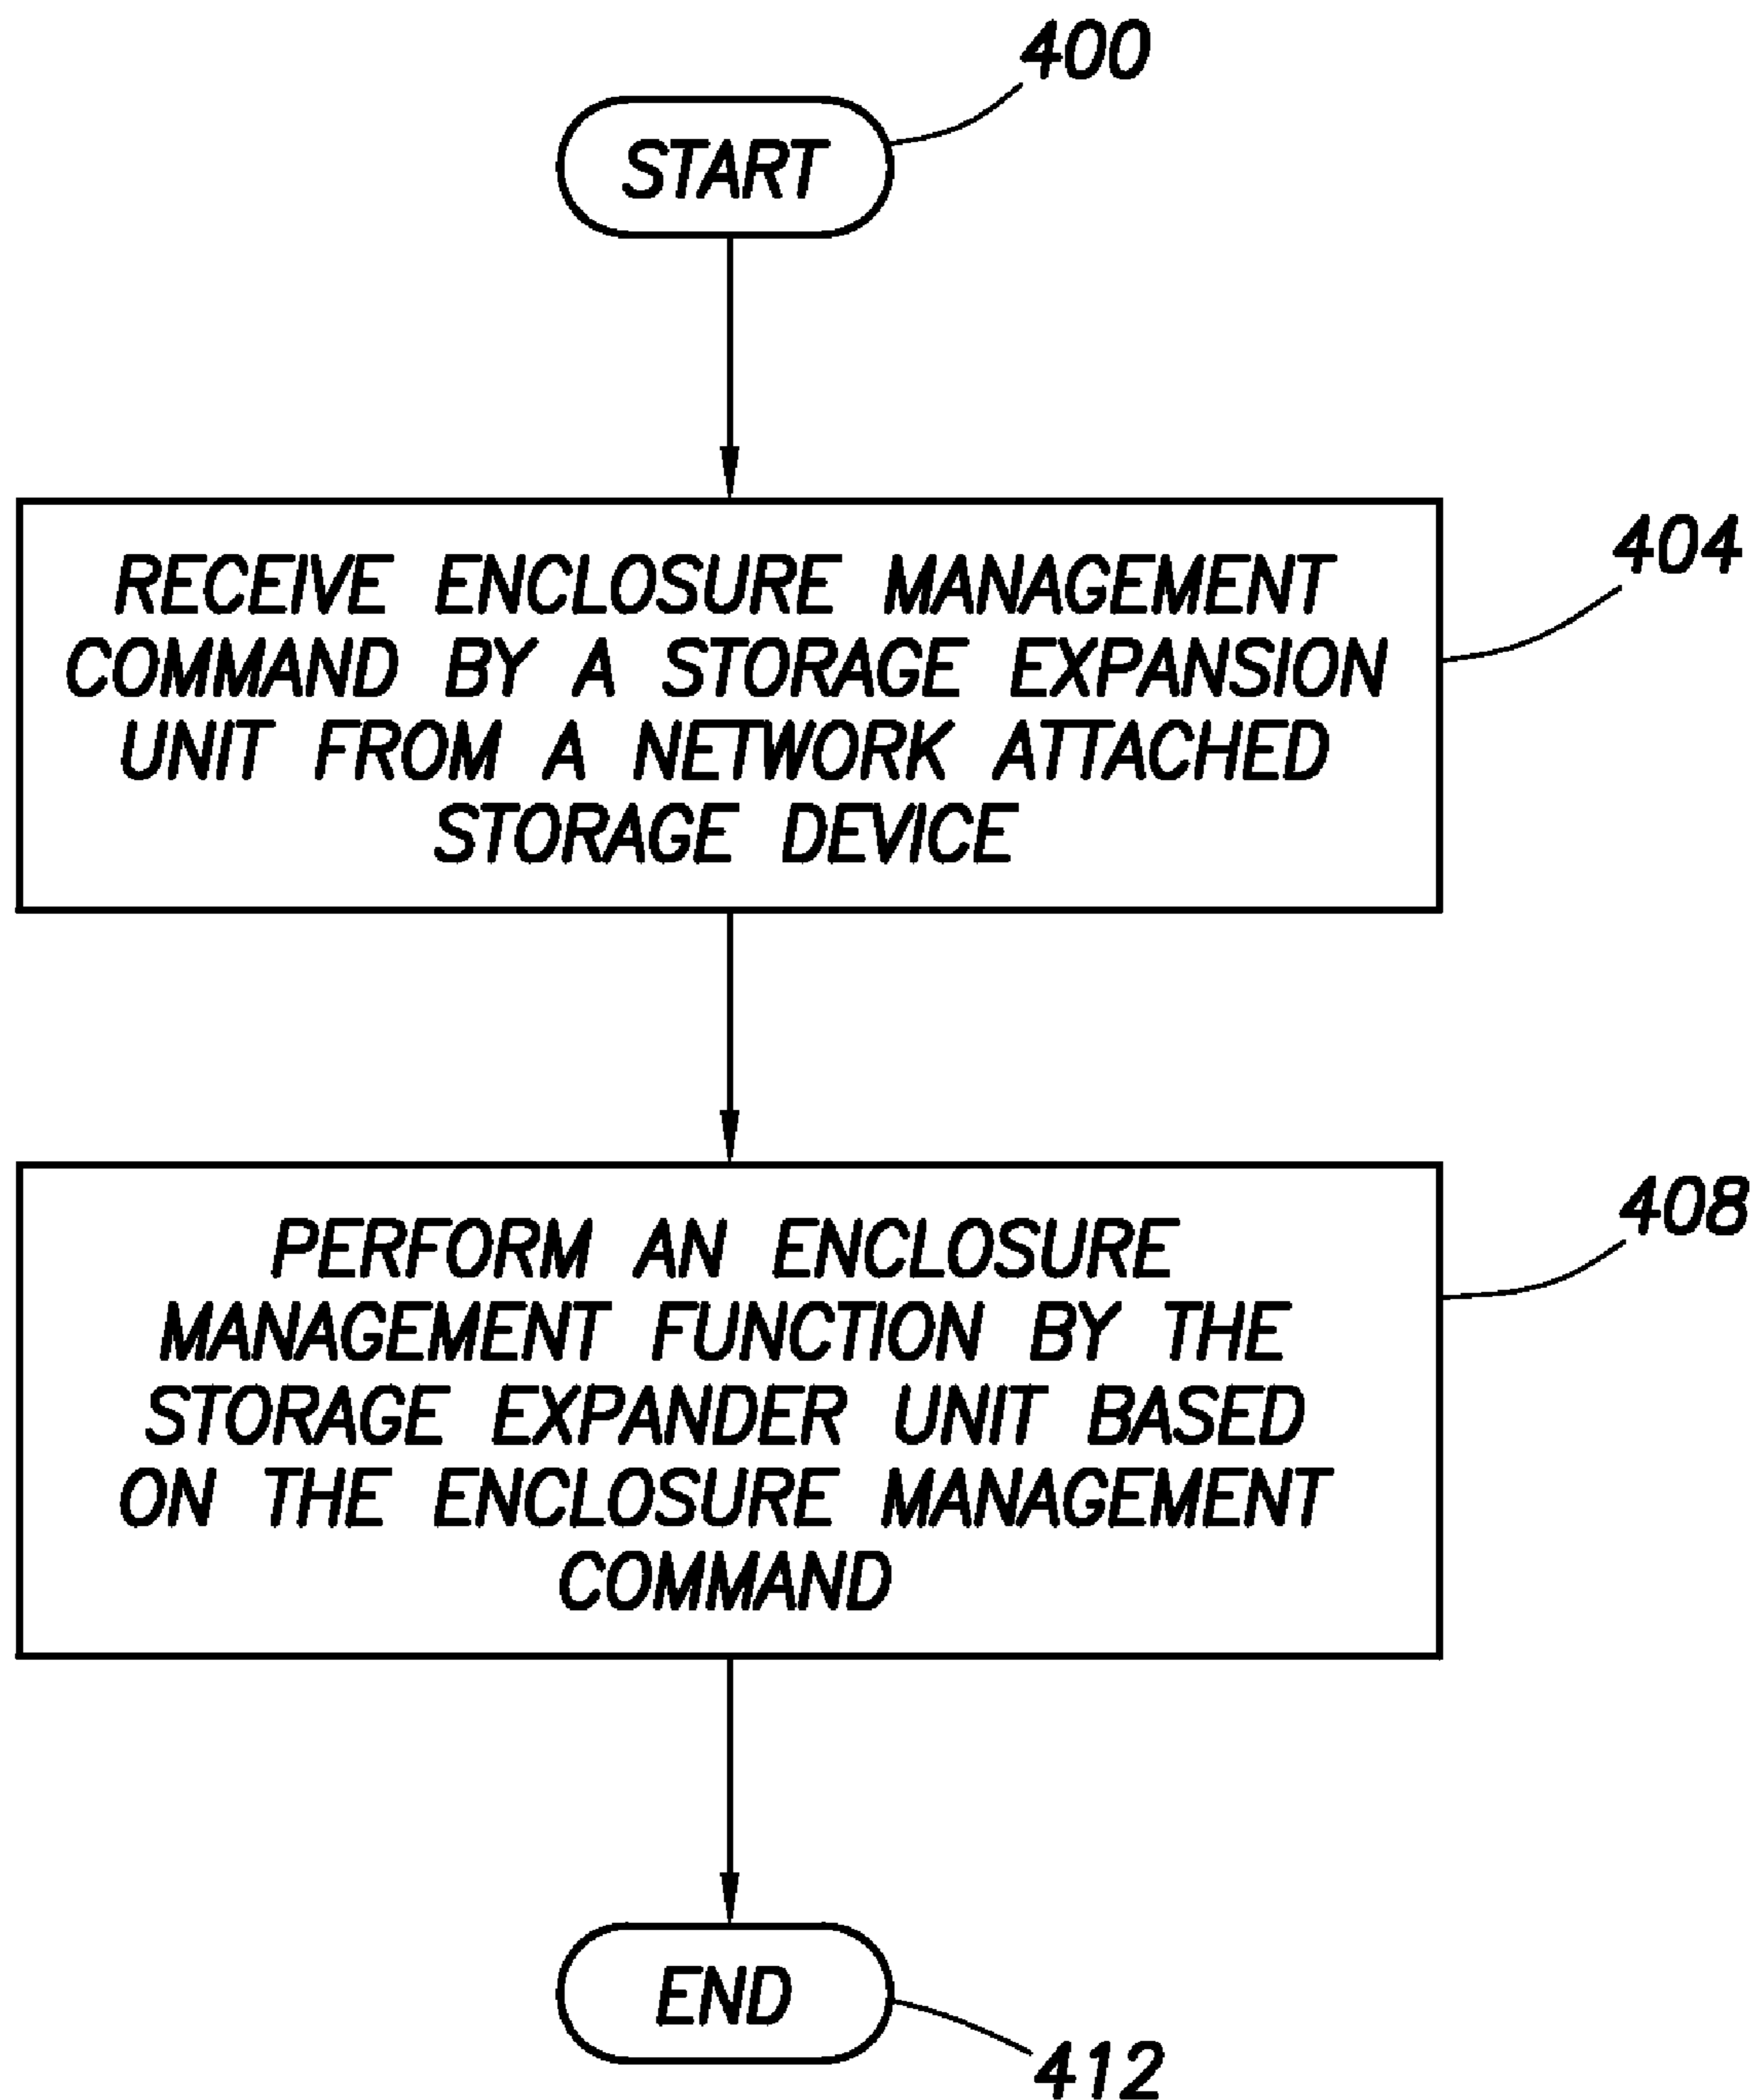 400
START
404
RECEIVE ENCLOSURE MANAGEMENT
COMMAND BY A STORAGE EXPANSION
UNIT FROM A NETWORK ATTACHED
STORAGE DEVICE
408
PERFORM AN ENCLOSURE
MANAGEMENT FUNCTION BY THE
STORAGE EXPANDER UNIT BASED
ON THE ENCLOSURE MANAGEMENT
COMMAND
END
412